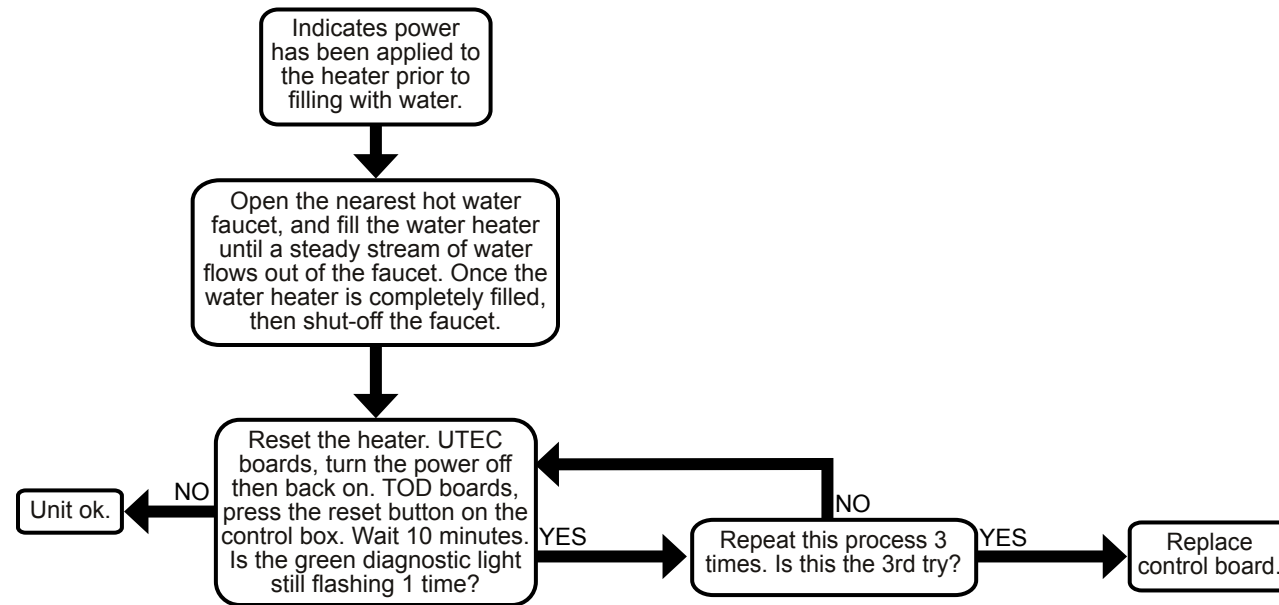 Indicates power
has been applied to
the heater prior to
filling with water.
Open the nearest hot water
faucet, and fill the water heater
until a steady stream of water
flows out of the faucet. Once the
water heater is completely filled,
then shut-off the faucet.
Reset the heater. UTEC
boards, turn the power off
then back on. TOD boards,
press the reset button on the
control box. Wait 10 minutes.
Is the green diagnostic light
still flashing 1 time?
NO
Unit ok.
YES
Repeat this process 3
times. Is this the 3rd try?
NO
YES
Replace
control board.